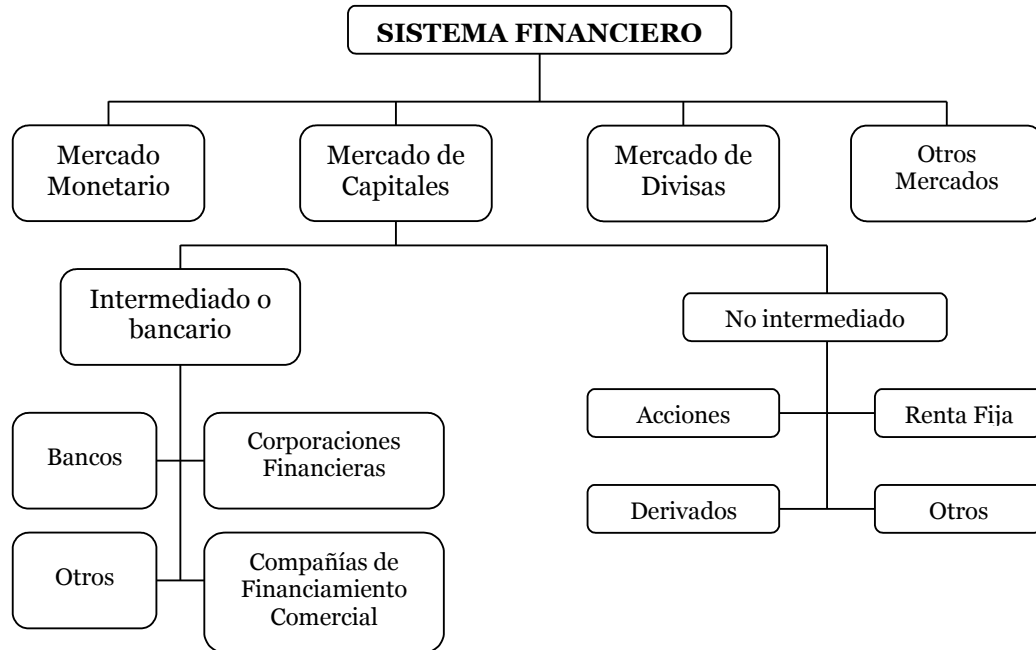 SISTEMA FINANCIERO
Mercado
Monetario
Mercado de
Capitales
Mercado de
Divisas
Otros
Mercados
Intermediado o
bancario
No intermediado
Bancos
Corporaciones
Financieras
Otros
Compañías de
Financiamiento
Comercial
Acciones
Renta Fija
Derivados
Otros